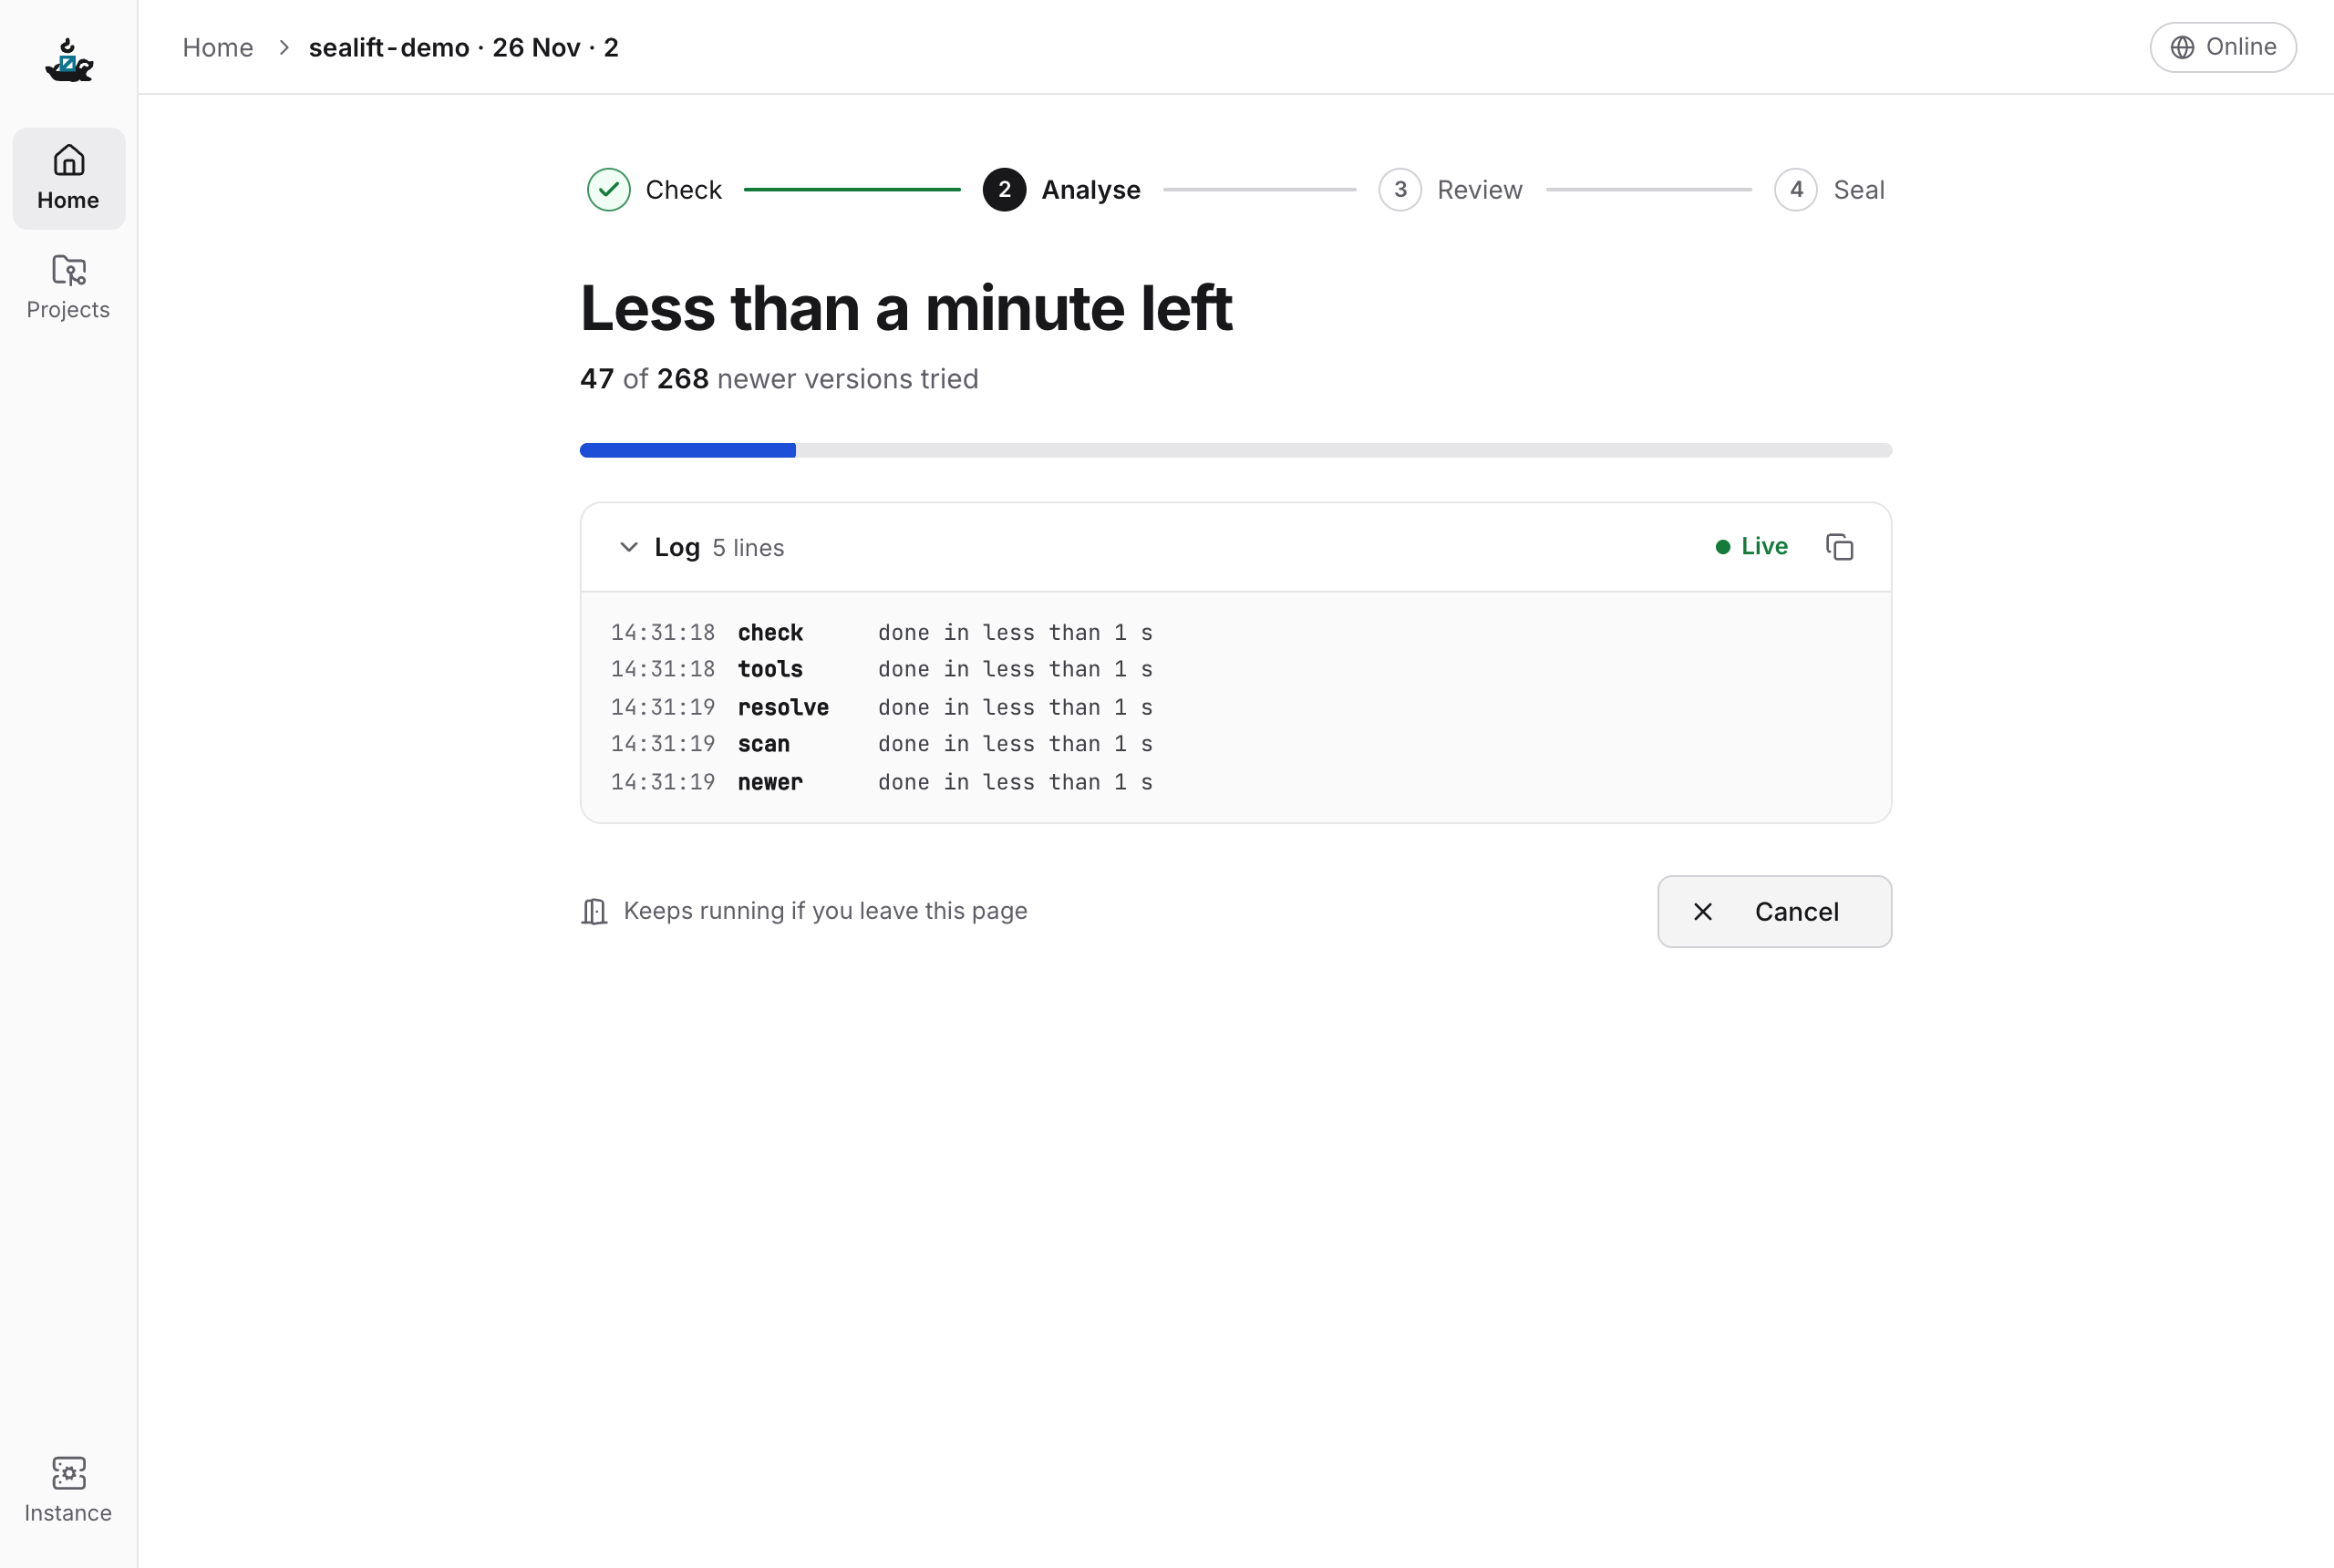 Home > sealift-demo · 26 Nov · 2
Online
Home
Projects
Instance
Check
2 Analyse
3 Review
4 Seal
Less than a minute left
47 of 268 newer versions tried
Log 5 lines
Live
14:31:18 check done in less than 1 s
14:31:18 tools done in less than 1 s
14:31:19 resolve done in less than 1 s
14:31:19 scan done in less than 1 s
14:31:19 newer done in less than 1 s
Keeps running if you leave this page
Cancel